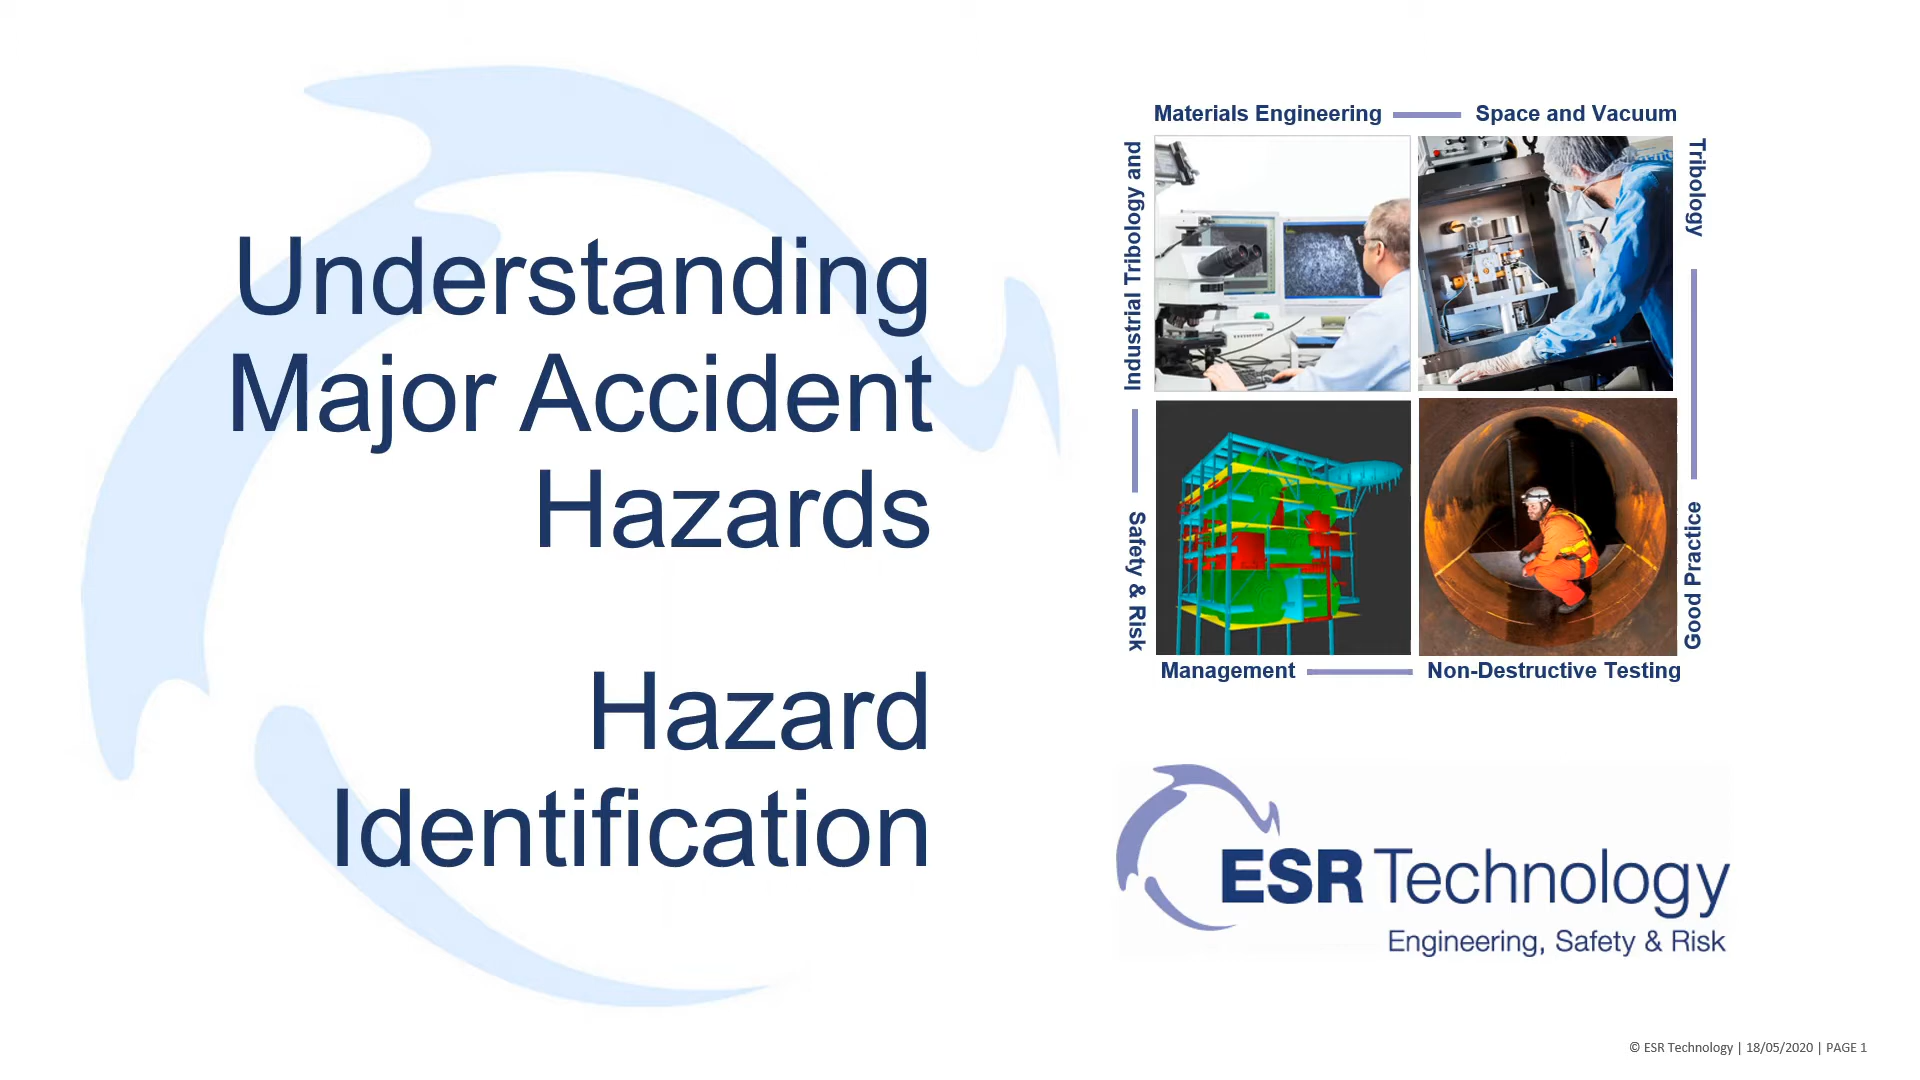 Understanding
Major Accident
Hazards
Hazard
Identification
Materials Engineering
Space and Vacuum
Industrial Tribology and
Tribology
Safety & Risk
Good Practice
Management
Non-Destructive Testing
ESR Technology
Engineering, Safety & Risk
© ESR Technology | 18/05/2020 | PAGE 1